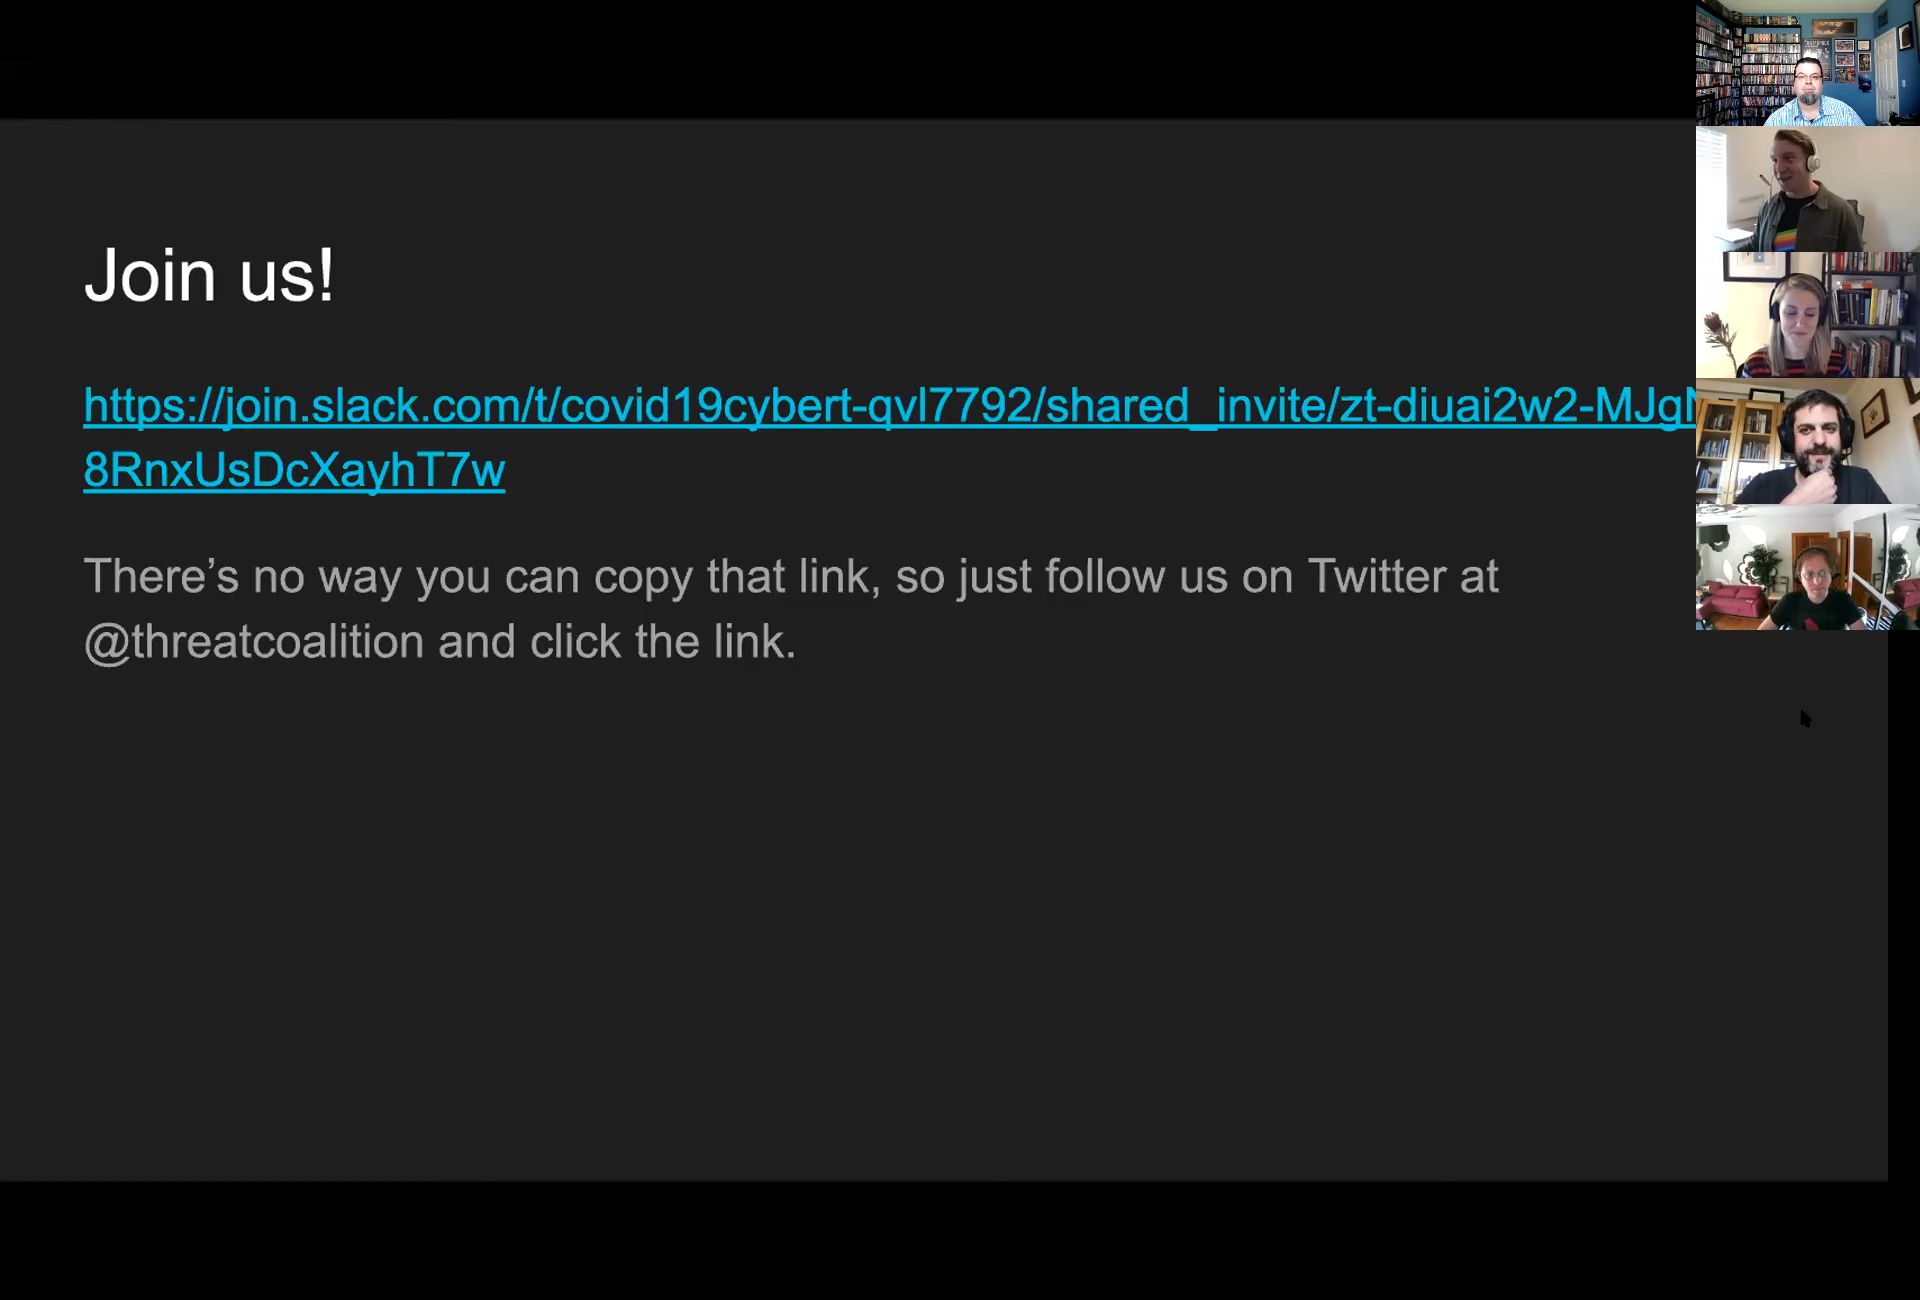 Join us!
https://join.slack.com/t/covid19cybert-qvl7792/shared_invite/zt-diuai2w2-MJg
8RnxUsDcXayhT7w
There’s no way you can copy that link, so just follow us on Twitter at
@threatcoalition and click the link.